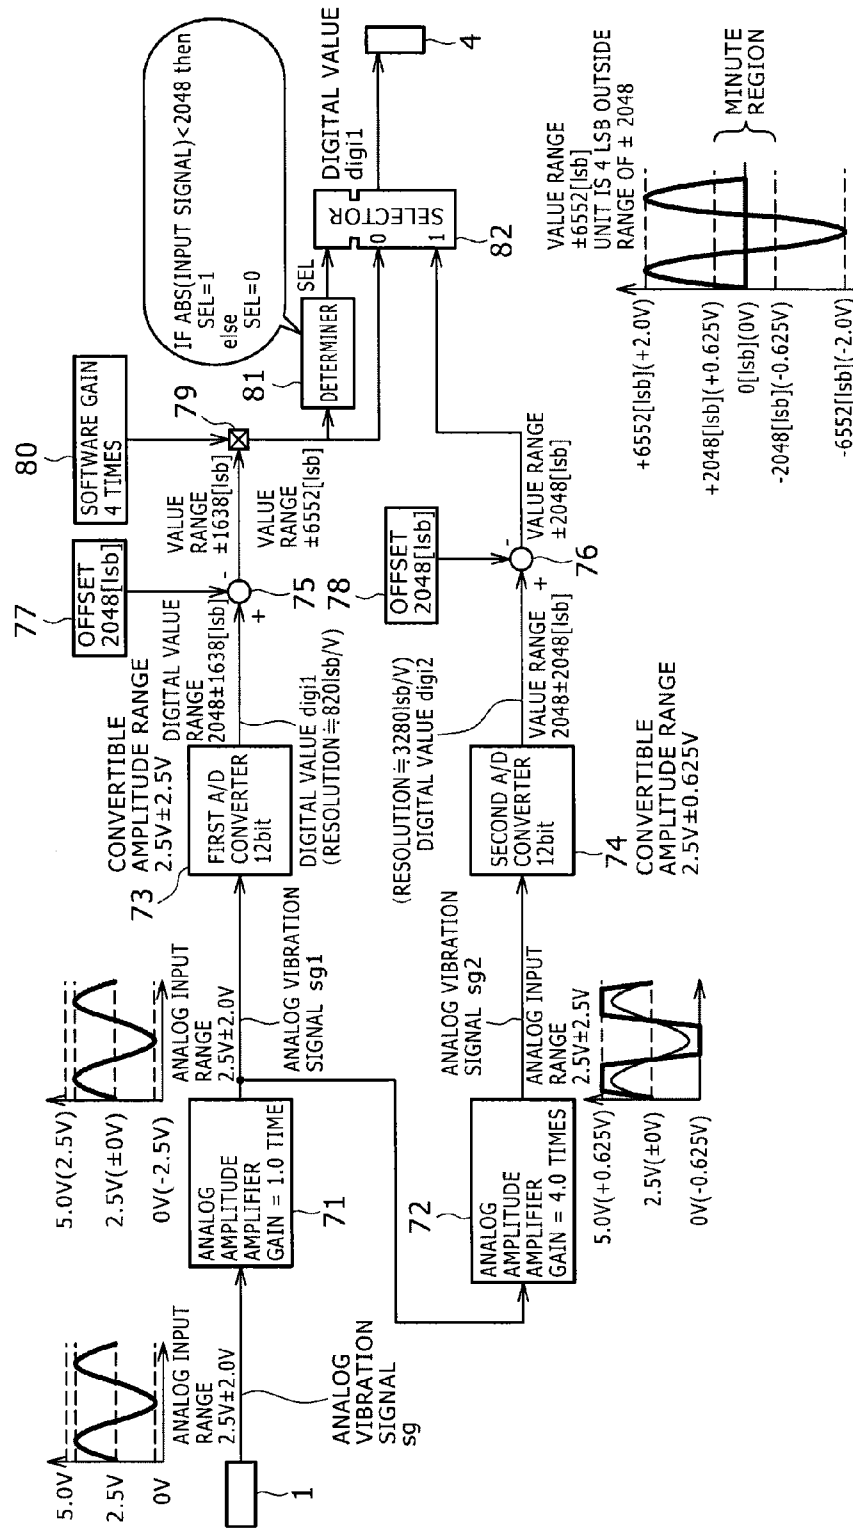 5.0V
2.5V
0V
ANALOG INPUT
RANGE
2.5V±2.0V
1
ANALOG
VIBRATION
SIGNAL
sg
5.0V(2.5V)
2.5V(±0V)
0V(-2.5V)
ANALOG
AMPLITUDE
AMPLIFIER
GAIN = 1.0 TIME
71
ANALOG INPUT
RANGE
2.5V±2.0V
ANALOG VIBRATION
SIGNAL sg1
72
ANALOG
AMPLITUDE
AMPLIFIER
GAIN = 4.0 TIMES
5.0V(+0.625V)
2.5V(±0V)
0V(-0.625V)
ANALOG VIBRATION
SIGNAL sg2
ANALOG INPUT
RANGE
2.5V±2.5V
CONVERTIBLE
AMPLITUDE RANGE
2.5V±2.5V
73
FIRST A/D
CONVERTER
12bit
DIGITAL VALUE digi1
(RESOLUTION≒820lsb/V)
DIGITAL VALUE
RANGE
2048±1638[lsb]
77
OFFSET
2048[lsb]
-
+
75
VALUE
RANGE
±1638[lsb]
VALUE
RANGE
±6552[lsb]
80
SOFTWARE GAIN
4 TIMES
79
81
DETERMINER
SEL
IF ABS(INPUT SIGNAL)<2048 then
SEL=1
else
SEL=0
SELECTOR
0
1
82
DIGITAL VALUE
digi1
4
(RESOLUTION≒3280lsb/V)
DIGITAL VALUE digi2
SECOND A/D
CONVERTER
12bit
74
CONVERTIBLE
AMPLITUDE RANGE
2.5V±0.625V
VALUE RANGE
2048±2048[lsb]
78
OFFSET
2048[lsb]
-
+
76
VALUE RANGE
±2048[lsb]
VALUE RANGE
±6552[lsb]
UNIT IS 4 LSB OUTSIDE
RANGE OF ± 2048
+6552[lsb](+2.0V)
+2048[lsb](+0.625V)
0[lsb](0V)
-2048[lsb](-0.625V)
-6552[lsb](-2.0V)
MINUTE
REGION